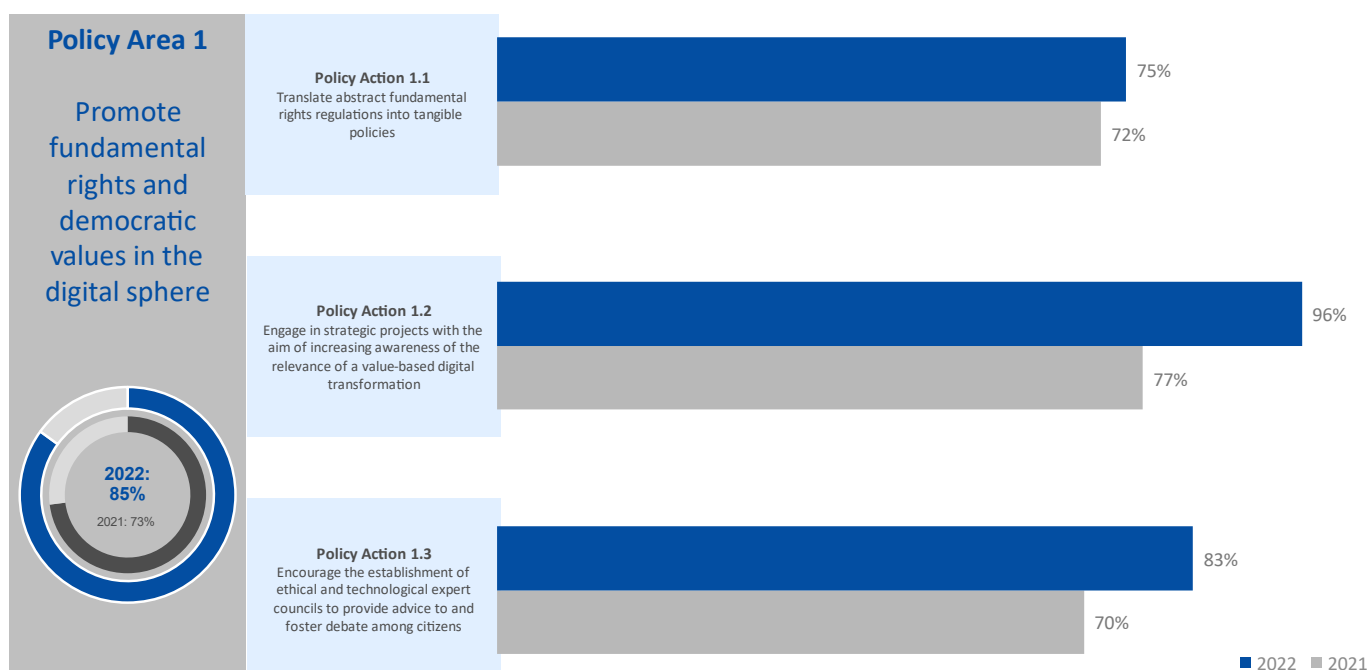 Policy Area 1
Promote
fundamental
rights and
democratic
values in the
digital sphere
2022:
85%
2021: 73%
Policy Action 1.1
Translate abstract fundamental
rights regulations into tangible
policies
75%
72%
Policy Action 1.2
Engage in strategic projects with the
aim of increasing awareness of the
relevance of a value-based digital
transformation
96%
77%
Policy Action 1.3
Encourage the establishment of
ethical and technological expert
councils to provide advice to and
foster debate among citizens
83%
70%
2022 2021